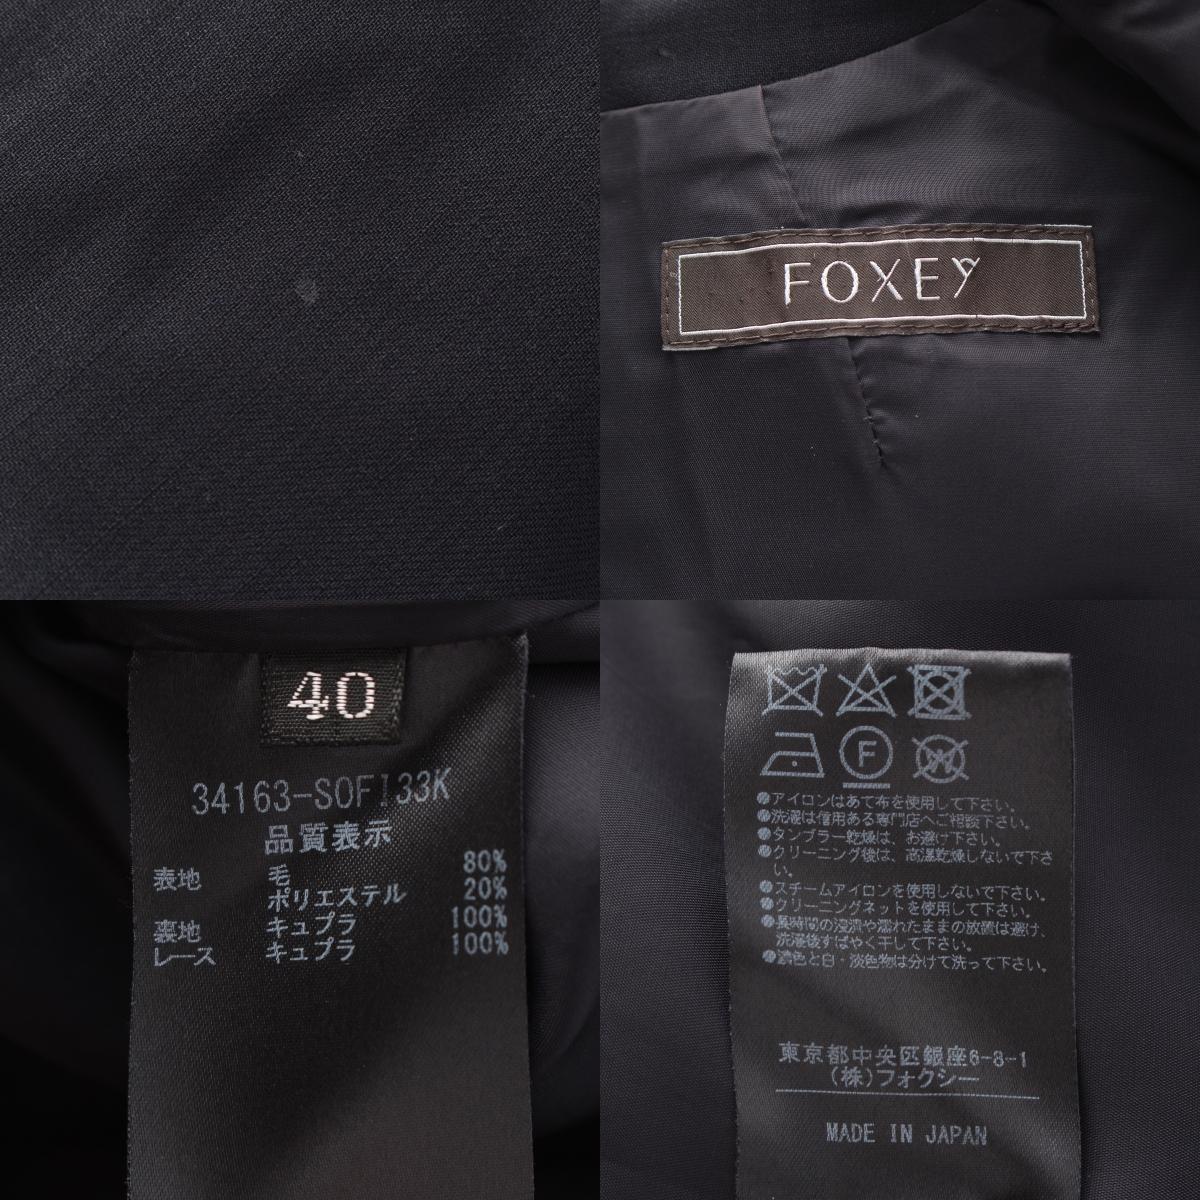 FOXEY
40
34163-SOFI33K
品質表示
表地 毛 80%
ポリエステル 20%
裏地 キュプラ 100%
レース キュプラ 100%
F
W
●アイロンはあて布を使用して下さい。
●洗濯は信用ある専門店へご相談下さい。
●タンブラー乾燥は、お避け下さい。
●クリーニング後は、高温乾燥しないで下さ
い。
●スチームアイロンを使用しないで下さい。
●クリーニングネットを使用して下さい。
●長時間の浸漬や濡れたままの放置は避け、
洗濯後すばやく干して下さい。
●濃色と白・淡色物は分けて洗って下さい。
東京都中央区銀座6-3-1
(株)フォクシー
MADE IN JAPAN